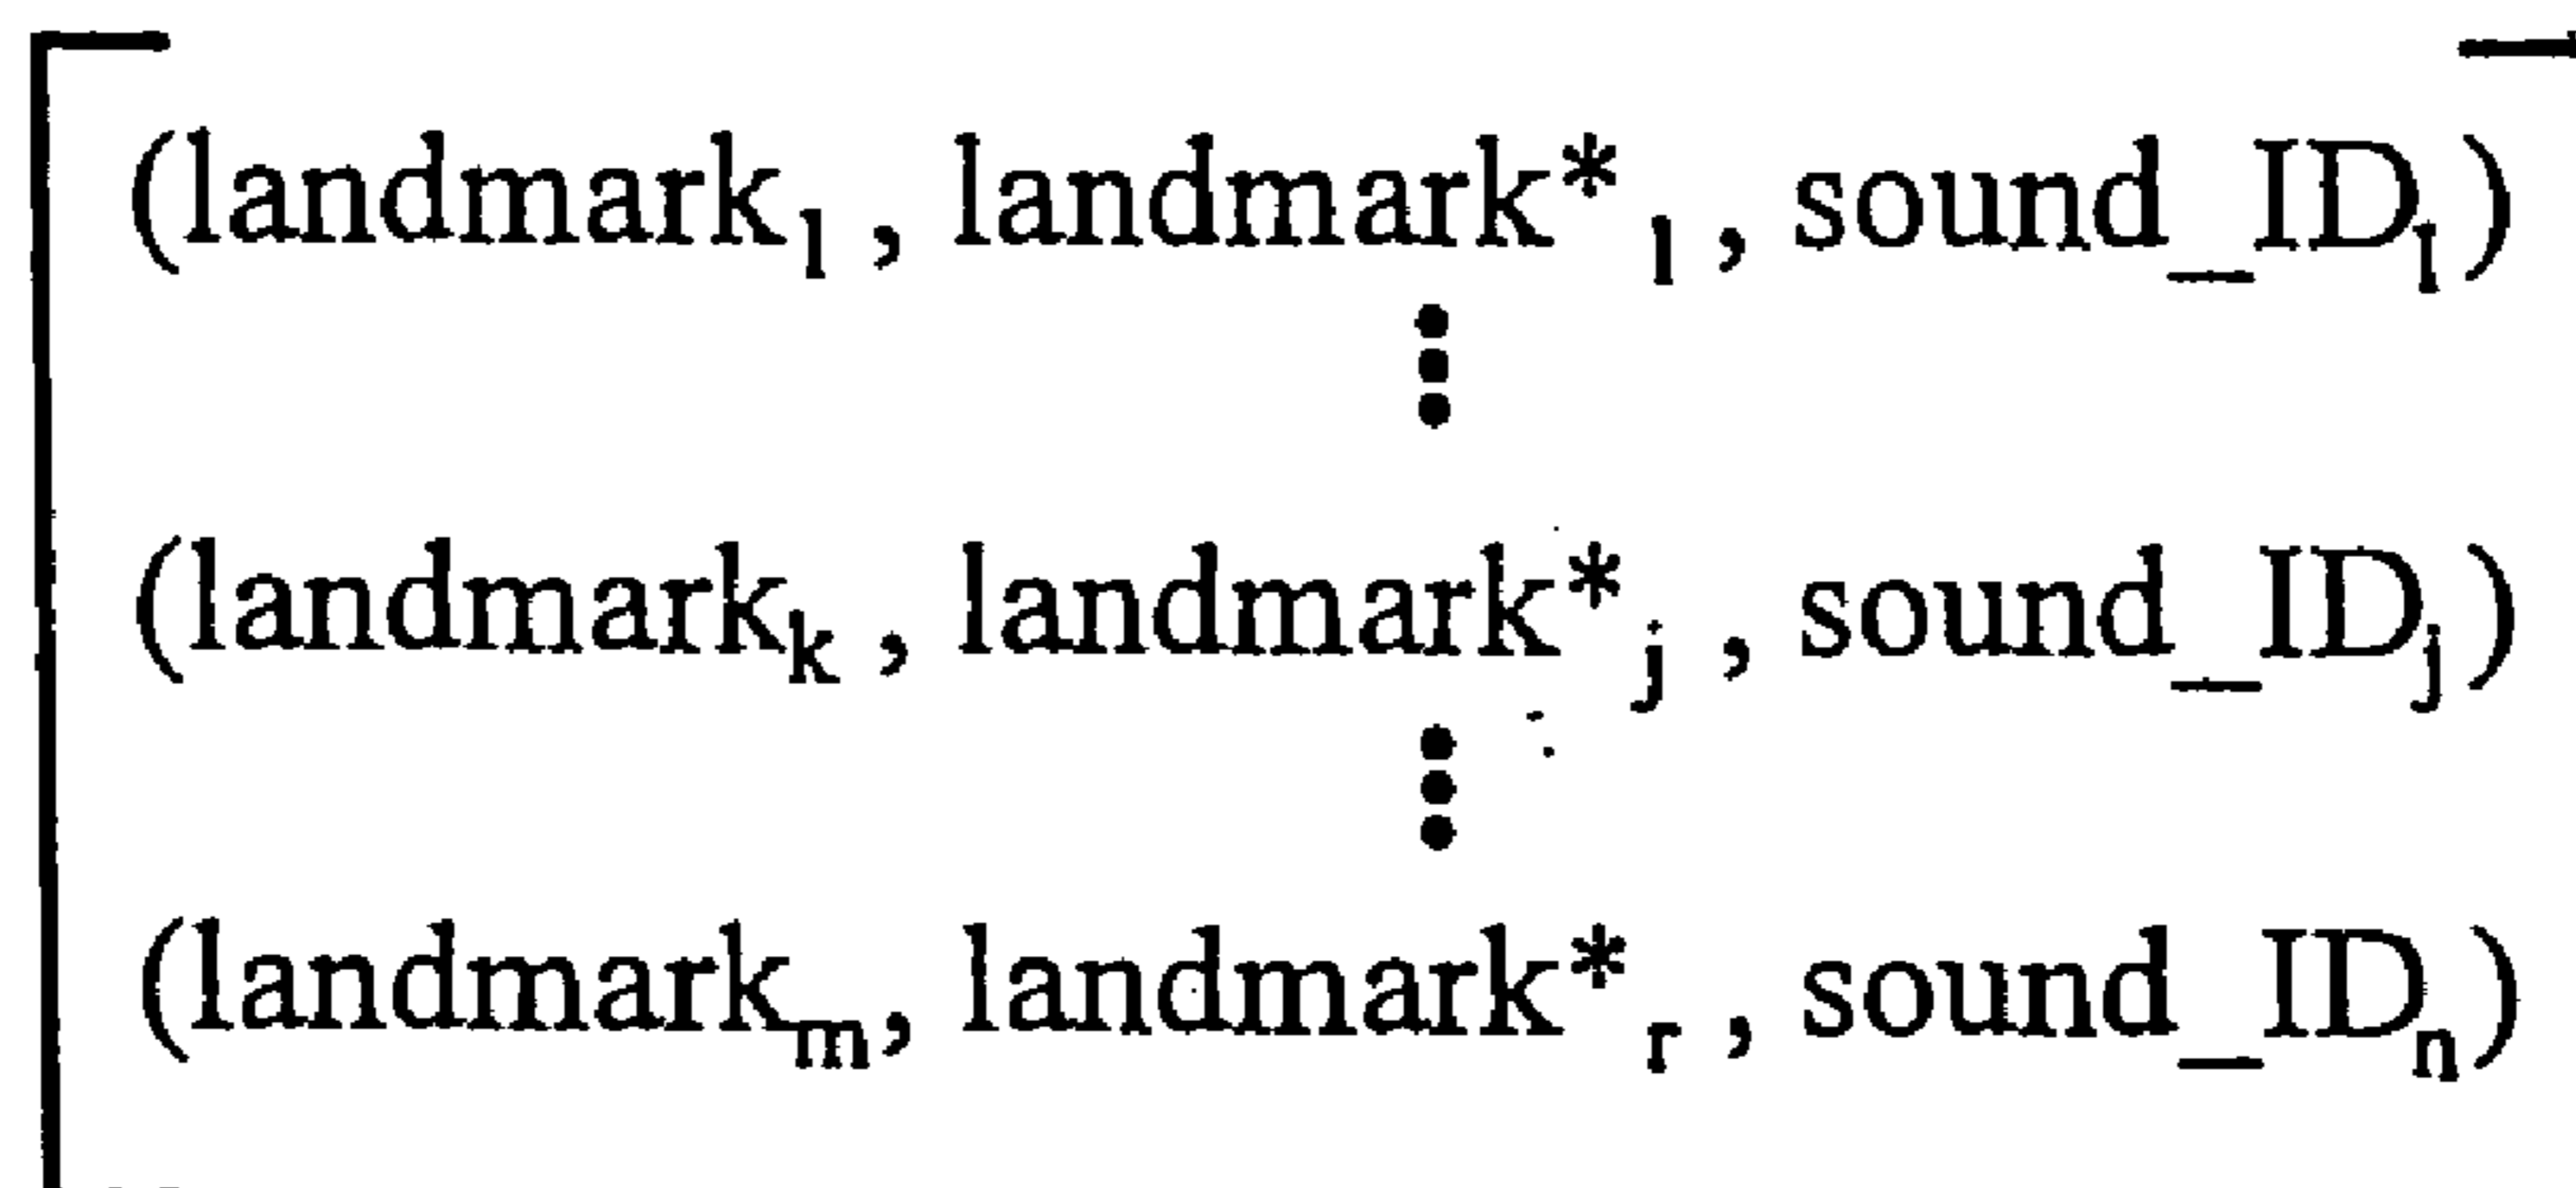 (landmark₁, landmark*₁, sound_ID₁)
⋮
(landmarkₖ, landmark*ⱼ, sound_IDⱼ)
⋮
(landmarkₘ, landmark*ᵣ, sound_IDₙ)